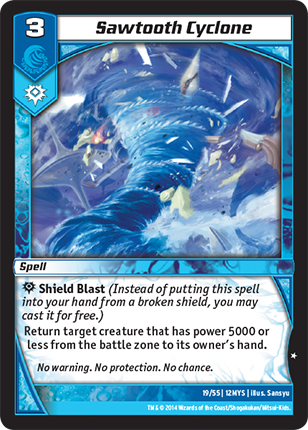 3
Sawtooth Cyclone
Spell
Shield Blast (Instead of putting this spell
into your hand from a broken shield, you may
cast it for free.)
Return target creature that has power 5000 or
less from the battle zone to its owner's hand.
No warning. No protection. No chance.
19/55 | 12MYS | illus. Sansyu
TM & © 2014 Wizards of the Coast/Shogakukan/Mitsui-Kids.